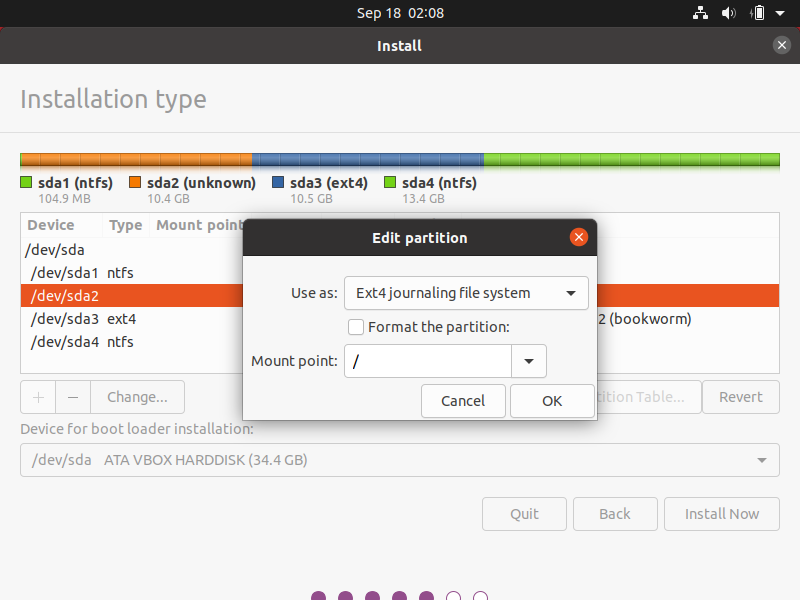 Sep 18 02:08
Install
Installation type
sda1 (ntfs) sda2 (unknown) sda3 (ext4) sda4 (ntfs)
104.9 MB 10.4 GB 10.5 GB 13.4 GB
Device Type Mount point
/dev/sda
/dev/sda1 ntfs
/dev/sda2
/dev/sda3 ext4 2 (bookworm)
/dev/sda4 ntfs
Edit partition
Use as: Ext4 journaling file system
Format the partition:
Mount point: /
Cancel OK
+ − Change... Table... Revert
Device for boot loader installation:
/dev/sda ATA VBOX HARDDISK (34.4 GB)
Quit Back Install Now